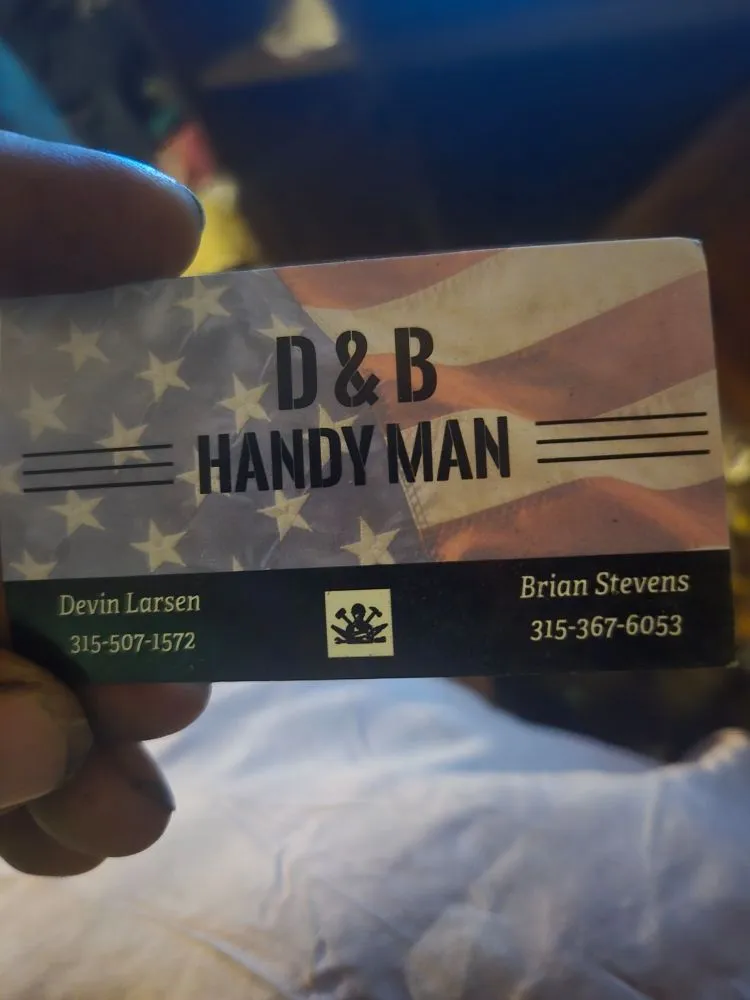 D & B
HANDY MAN
Devin Larsen
315-507-1572
Brian Stevens
315-367-6053